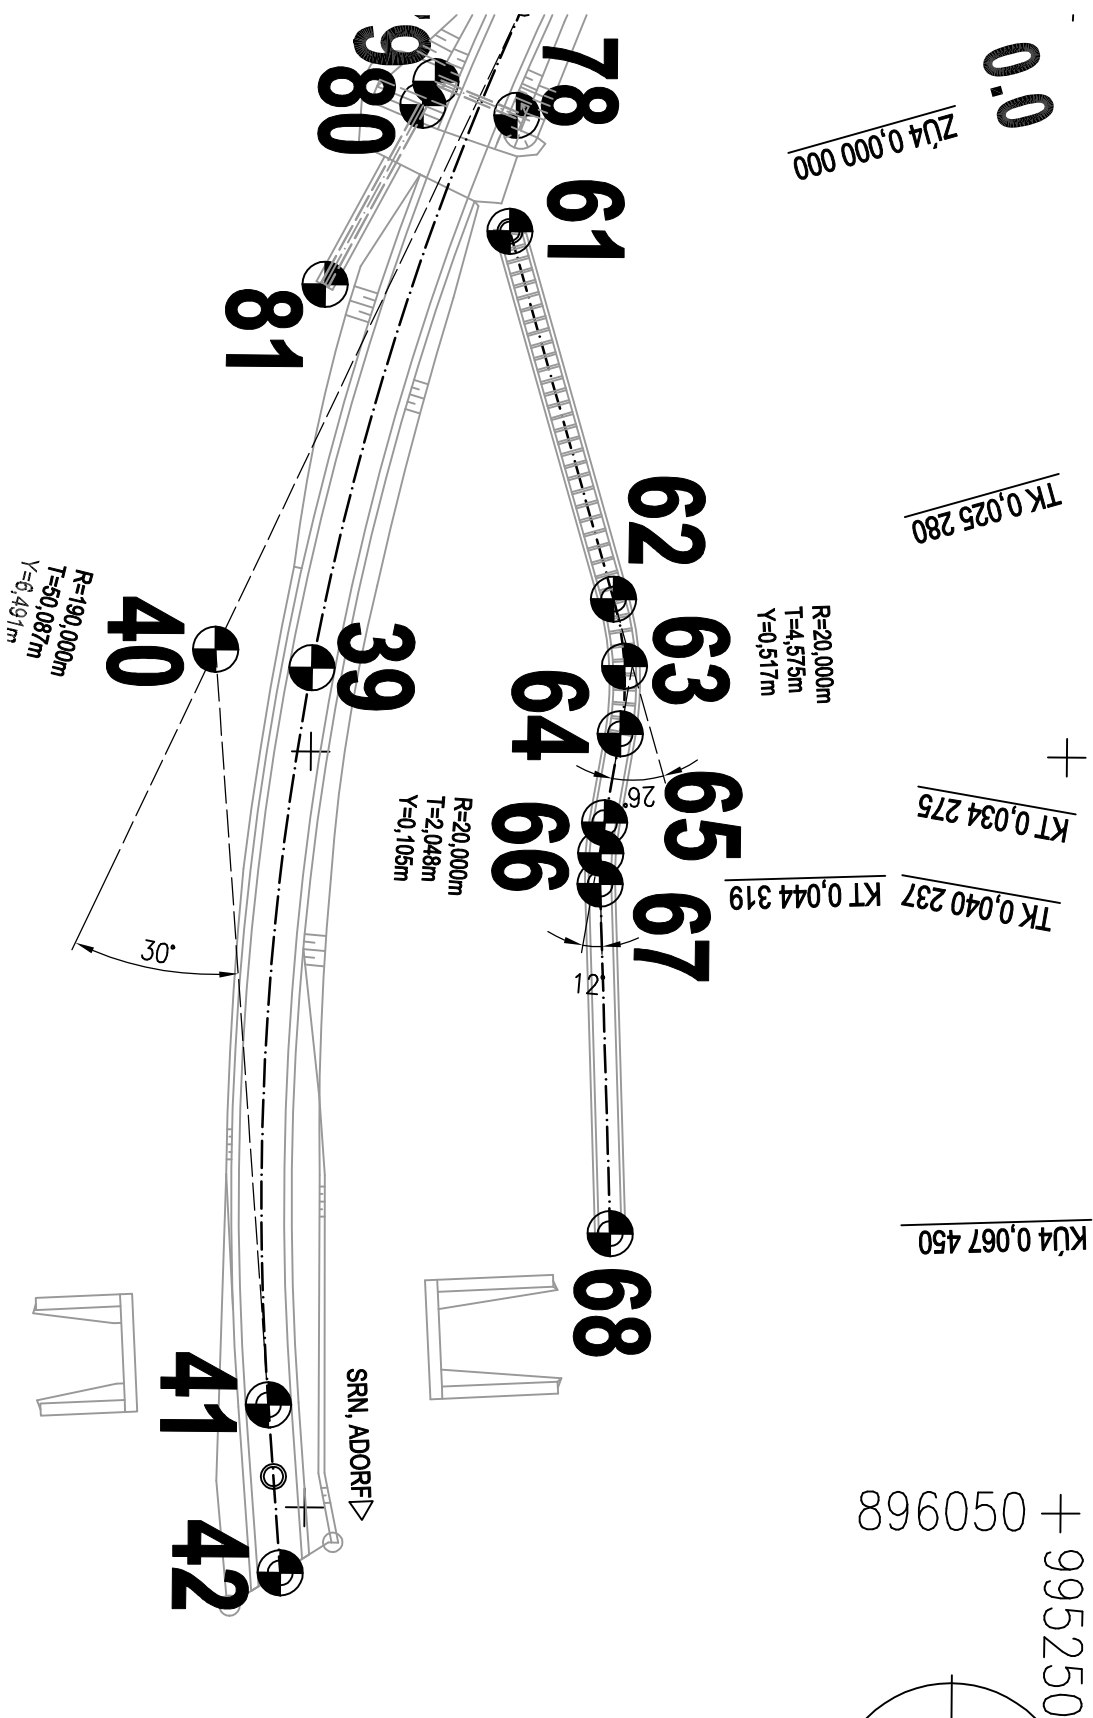 0.0
ZÚ4 0,000 000
78
80
61
81
62
TK 0,025 280
63
R=20,000m
T=4,575m
Y=0,517m
40
R=190,000m
T=50,087m
Y=6,491m
39
64
26°
65
KT 0,034 275
66
R=20,000m
T=2,048m
Y=0,105m
67
KT 0,044 319
TK 0,040 237
30°
12°
KÚ4 0,067 450
68
41
SRN, ADORF
42
896050
995250